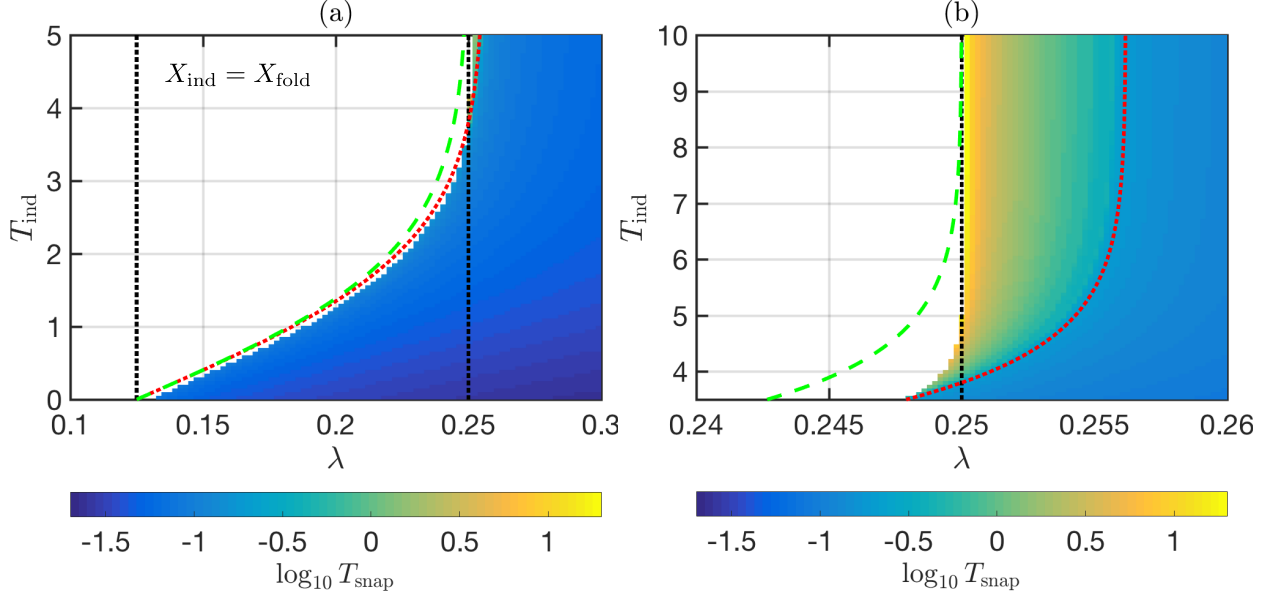 (a)
5
4
3
2
1
0
T_ind
X_ind = X_fold
0.1 0.15 0.2 0.25 0.3
λ
-1.5 -1 -0.5 0 0.5 1
log₁₀ T_snap
(b)
10
9
8
7
6
5
4
T_ind
0.24 0.245 0.25 0.255 0.26
λ
-1.5 -1 -0.5 0 0.5 1
log₁₀ T_snap